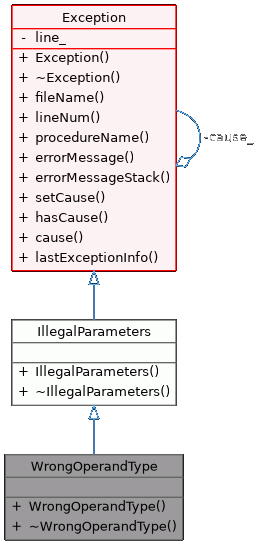 Exception
- line_
+ Exception()
+ ~Exception()
+ fileName()
+ lineNum()
+ procedureName()
+ errorMessage()
+ errorMessageStack()
+ setCause()
+ hasCause()
+ cause()
+ lastExceptionInfo()
-cause_
IllegalParameters
+ IllegalParameters()
+ ~IllegalParameters()
WrongOperandType
+ WrongOperandType()
+ ~WrongOperandType()